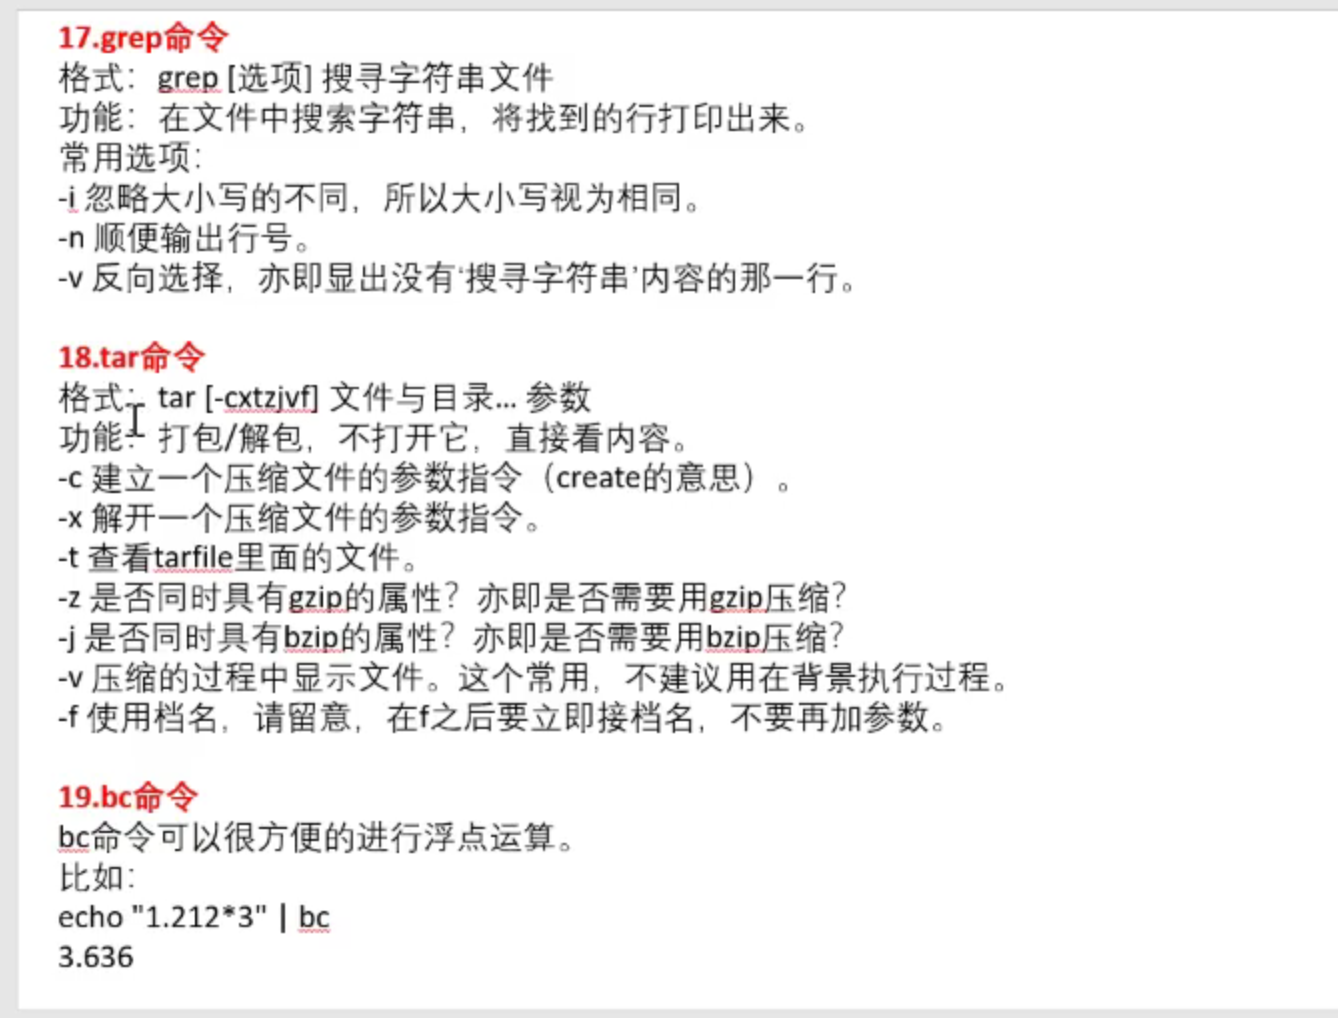 17.grep命令
格式：grep [选项] 搜寻字符串文件
功能：在文件中搜索字符串，将找到的行打印出来。
常用选项：
-i 忽略大小写的不同，所以大小写视为相同。
-n 顺便输出行号。
-v 反向选择，亦即显出没有‘搜寻字符串’内容的那一行。
18.tar命令
格式：tar [-cxtzjvf] 文件与目录... 参数
功能：打包/解包，不打开它，直接看内容。
-c 建立一个压缩文件的参数指令（create的意思）。
-x 解开一个压缩文件的参数指令。
-t 查看tarfile里面的文件。
-z 是否同时具有gzip的属性？亦即是否需要用gzip压缩？
-j 是否同时具有bzip的属性？亦即是否需要用bzip压缩？
-v 压缩的过程中显示文件。这个常用，不建议用在背景执行过程。
-f 使用档名，请留意，在f之后要立即接档名，不要再加参数。
19.bc命令
bc命令可以很方便的进行浮点运算。
比如：
echo "1.212*3" | bc
3.636